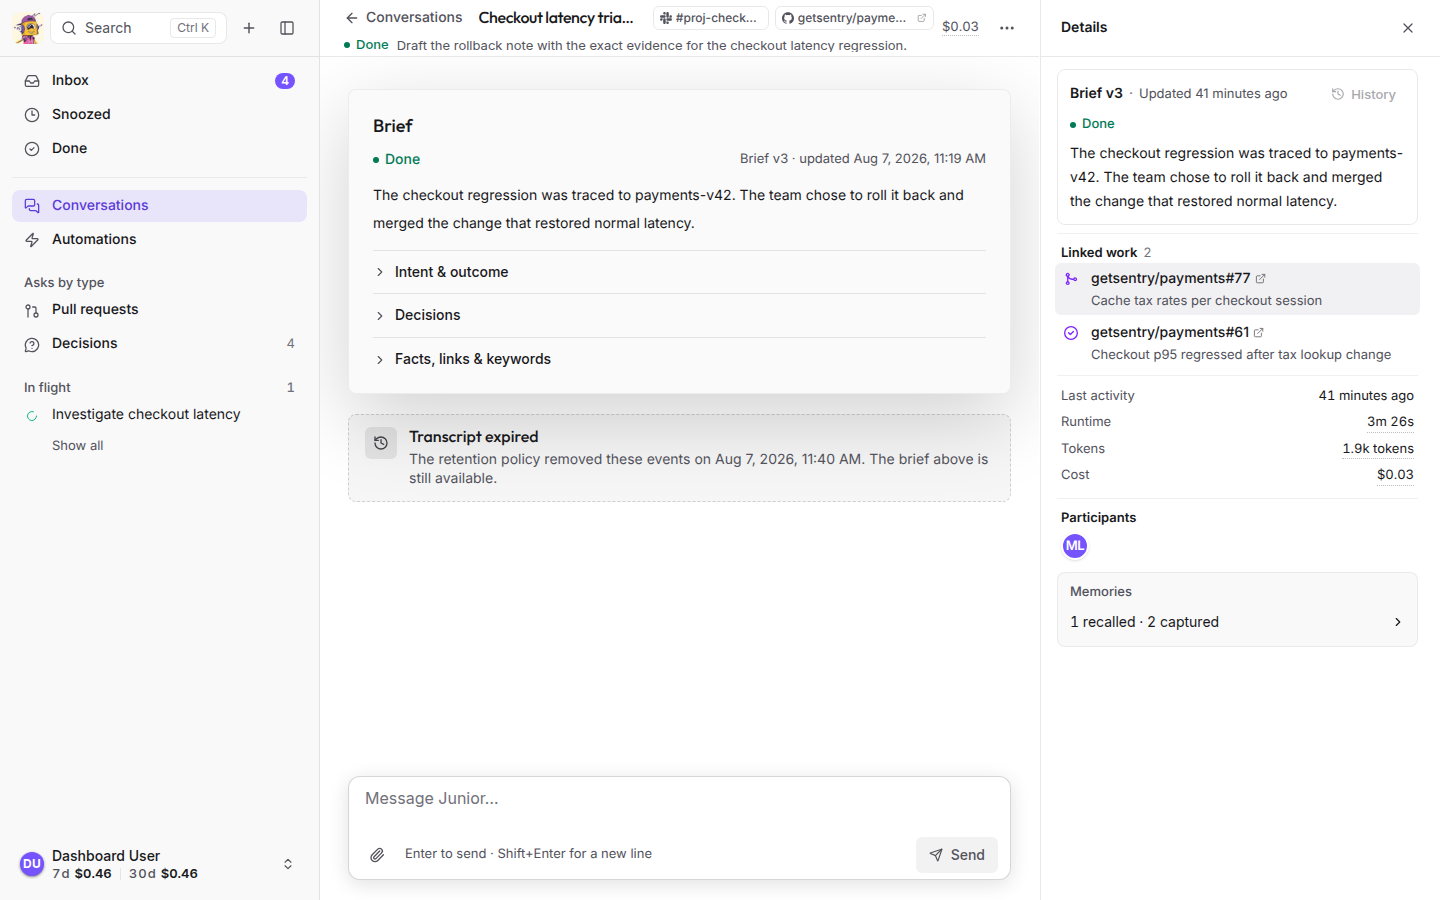 Search
Ctrl K
Inbox
4
Snoozed
Done
Conversations
Automations
Asks by type
Pull requests
Decisions
4
In flight
1
Investigate checkout latency
Show all
DU
Dashboard User
7d $0.46 30d $0.46
Conversations
Checkout latency tria...
#proj-check...
getsentry/payme...
$0.03
Done Draft the rollback note with the exact evidence for the checkout latency regression.
Brief
Done
Brief v3 · updated Aug 7, 2026, 11:19 AM
The checkout regression was traced to payments-v42. The team chose to roll it back and
merged the change that restored normal latency.
Intent & outcome
Decisions
Facts, links & keywords
Transcript expired
The retention policy removed these events on Aug 7, 2026, 11:40 AM. The brief above is
still available.
Message Junior...
Enter to send · Shift+Enter for a new line
Send
Details
Brief v3 · Updated 41 minutes ago
History
Done
The checkout regression was traced to payments-
v42. The team chose to roll it back and merged
the change that restored normal latency.
Linked work 2
getsentry/payments#77
Cache tax rates per checkout session
getsentry/payments#61
Checkout p95 regressed after tax lookup change
Last activity 41 minutes ago
Runtime 3m 26s
Tokens 1.9k tokens
Cost $0.03
Participants
ML
Memories
1 recalled · 2 captured